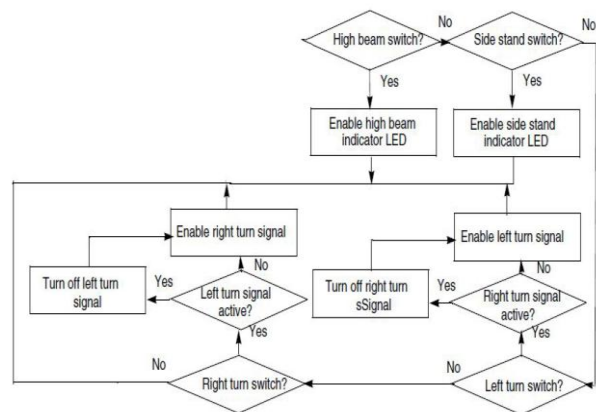 High beam switch?
No
Side stand switch?
No
Yes
Yes
Enable high beam
indicator LED
Enable side stand
indicator LED
Enable right turn signal
Enable left turn signal
No
No
Turn off left turn
signal
Yes
Left turn signal
active?
Turn off right turn
sSignal
Yes
Right turn signal
active?
Yes
Yes
No
Right turn switch?
No
Left turn switch?